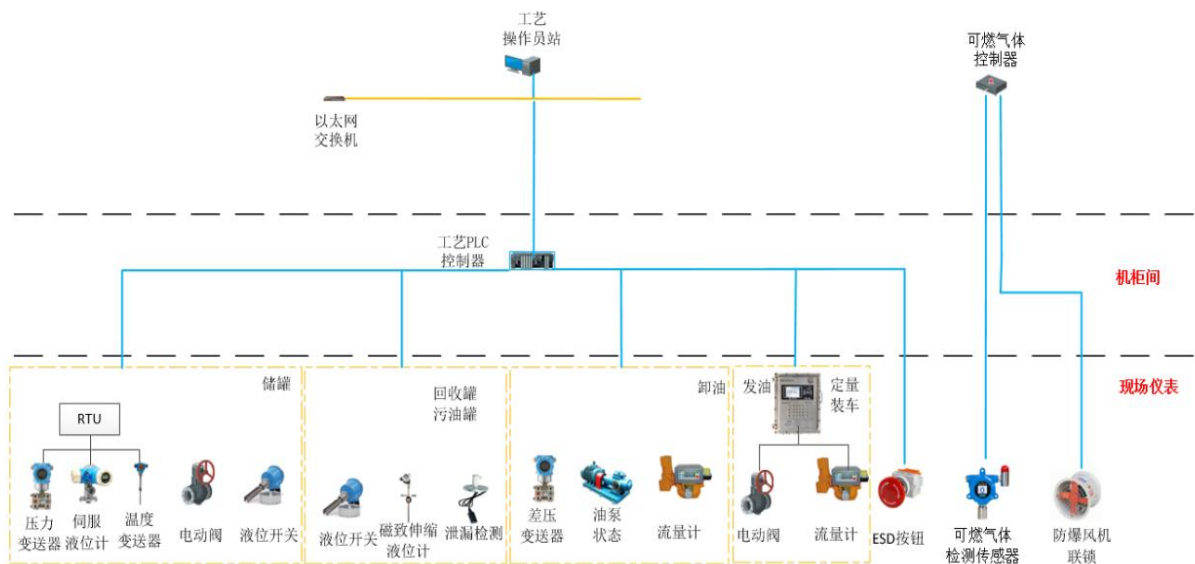 工艺
操作员站
可燃气体
控制器
以太网
交换机
工艺PLC
控制器
机柜间
现场仪表
储罐
RTU
压力
变送器
伺服
液位计
温度
变送器
电动阀
液位开关
回收罐
污油罐
液位开关
磁致伸缩
液位计
泄漏检测
卸油
差压
变送器
油泵
状态
流量计
发油
定量
装车
电动阀
流量计
ESD按钮
可燃气体
检测传感器
防爆风机
联锁